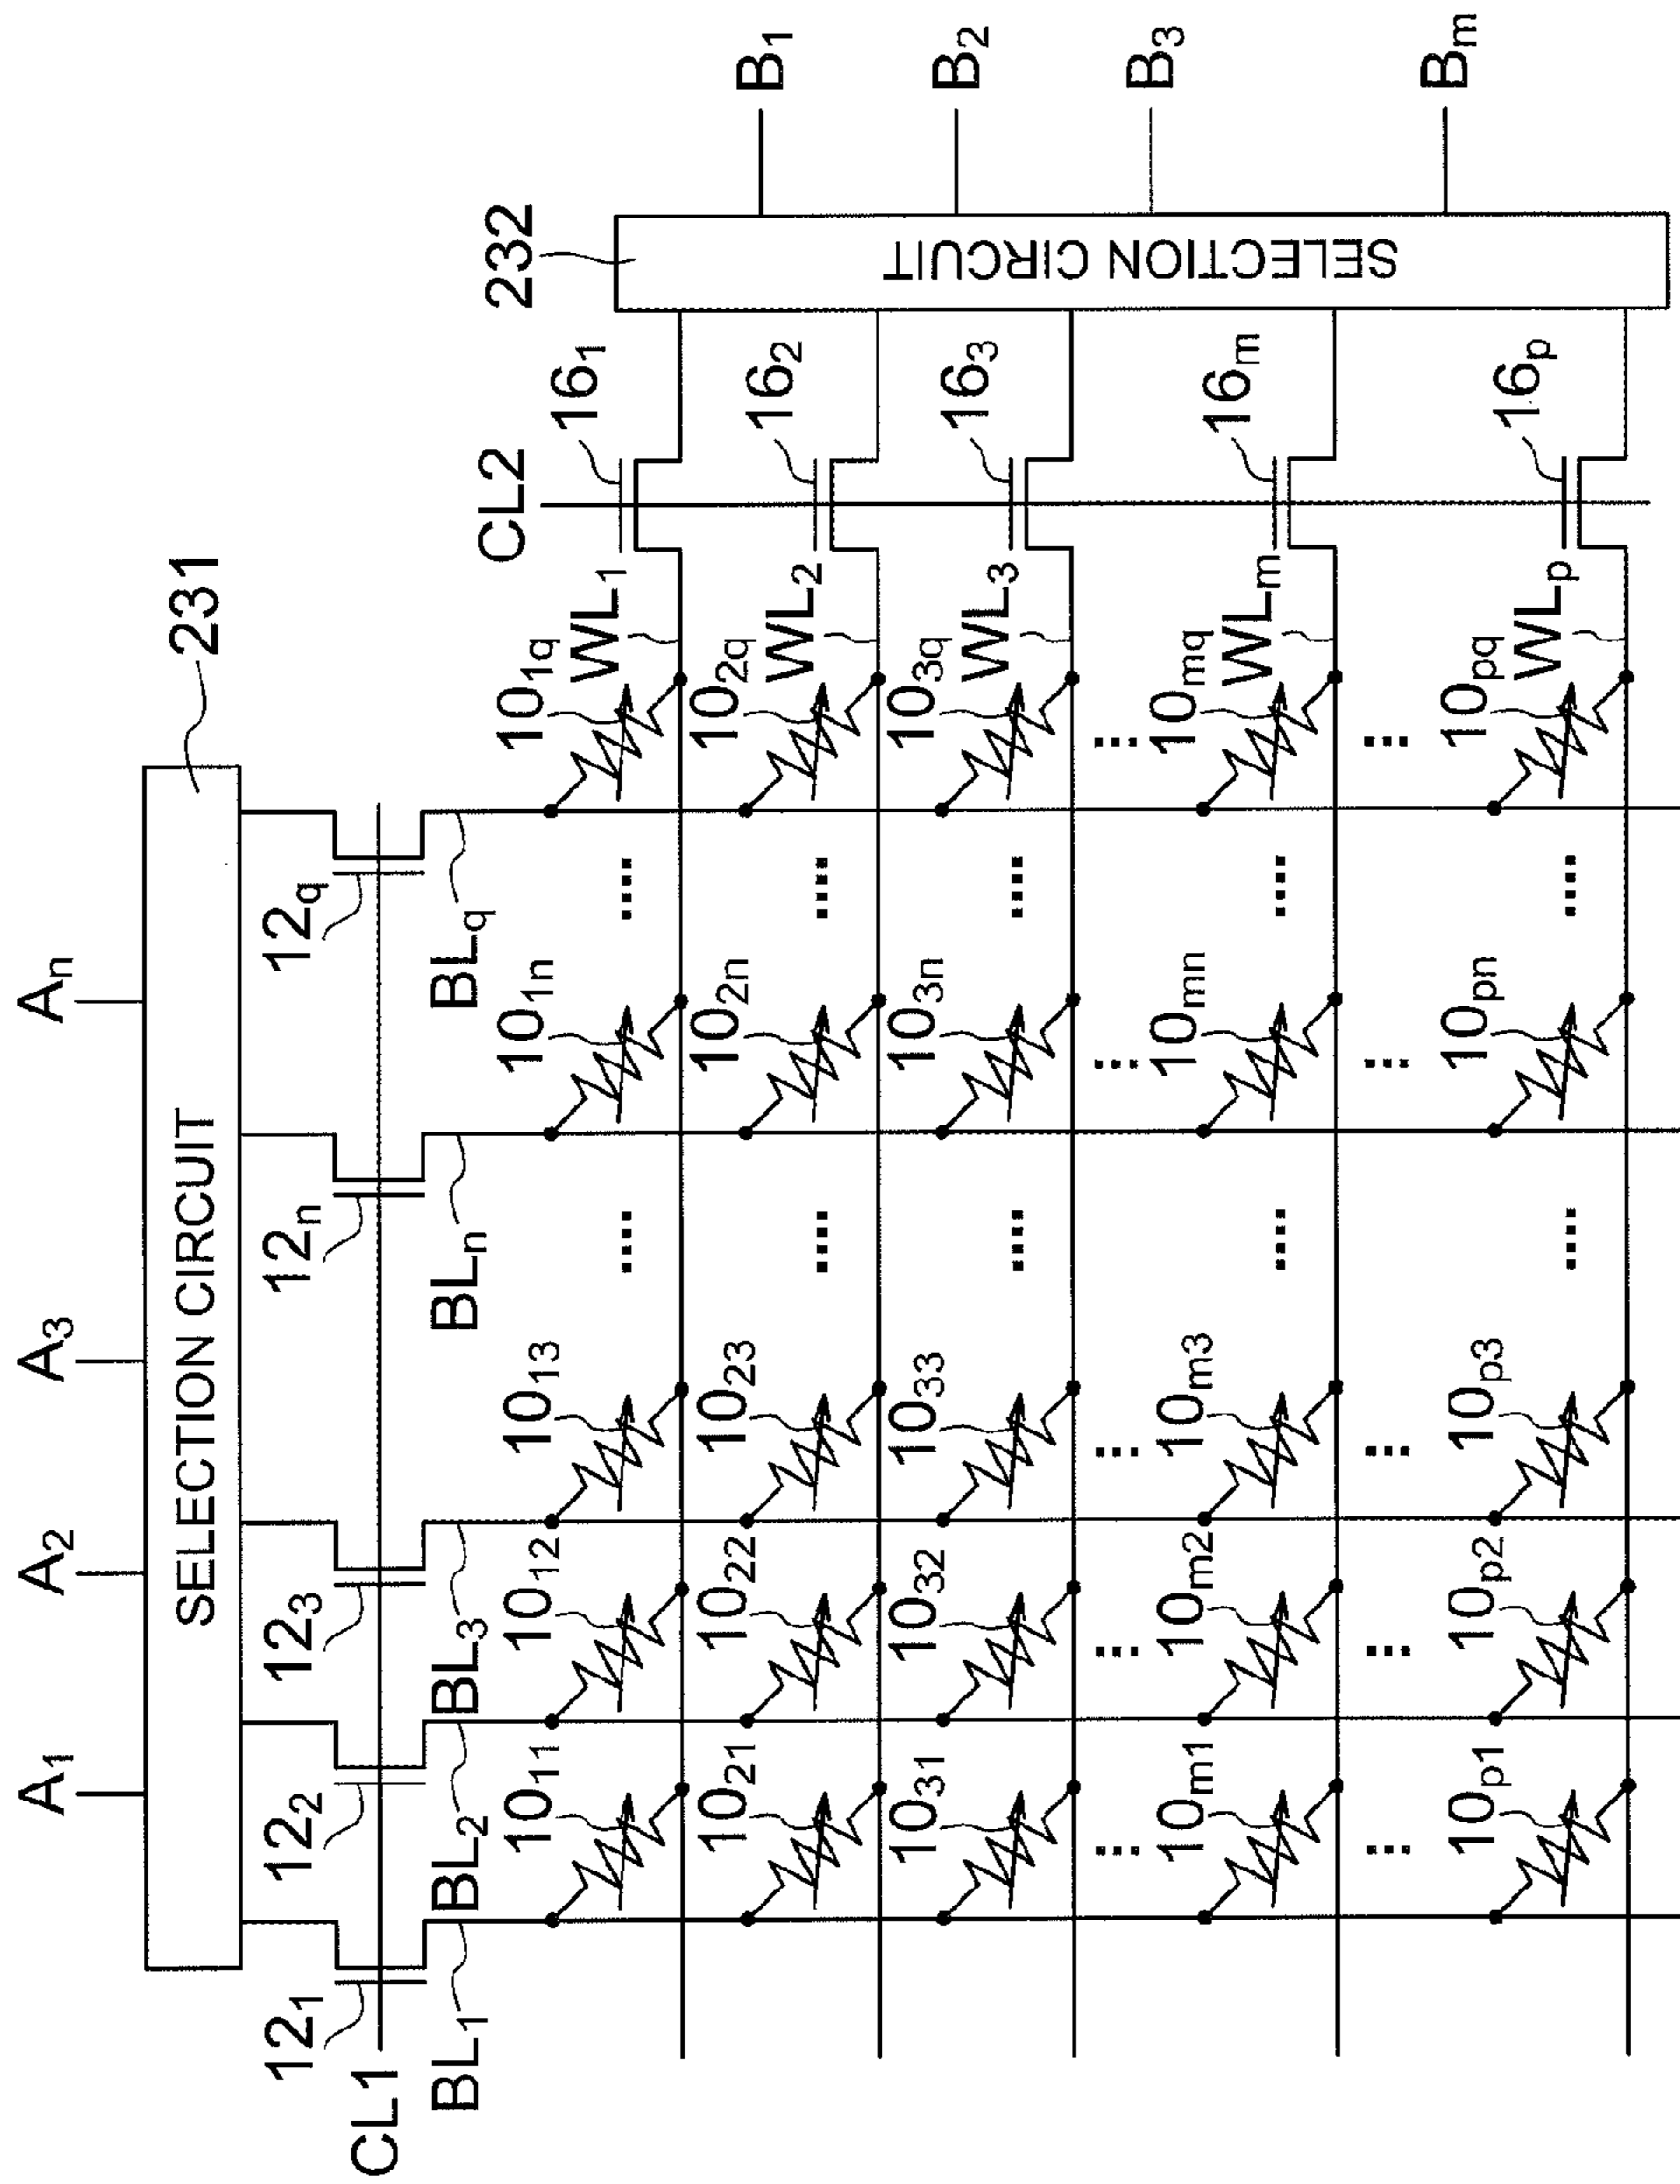 A₁ A₂ A₃ Aₙ
SELECTION CIRCUIT
231
12₁ 12₂ 12₃ 12ₙ 12q
CL1
BL₁ BL₂ BL₃ BLₙ BLq
CL2
232
SELECTION CIRCUIT
10₁₁ 10₁₂ 10₁₃ 10₁ₙ 10₁q
WL₁
16₁
B₁
..... .....
10₂₁ 10₂₂ 10₂₃ 10₂ₙ 10₂q
WL₂
16₂
B₂
..... .....
10₃₁ 10₃₂ 10₃₃ 10₃ₙ 10₃q
WL₃
16₃
B₃
..... .....
... ... ... ... ...
10ₘ₁ 10ₘ₂ 10ₘ₃ 10ₘₙ 10ₘq
WLₘ
16ₘ
Bₘ
..... .....
... ... ... ... ...
10ₚ₁ 10ₚ₂ 10ₚ₃ 10ₚₙ 10ₚq
WLₚ
16ₚ
..... .....